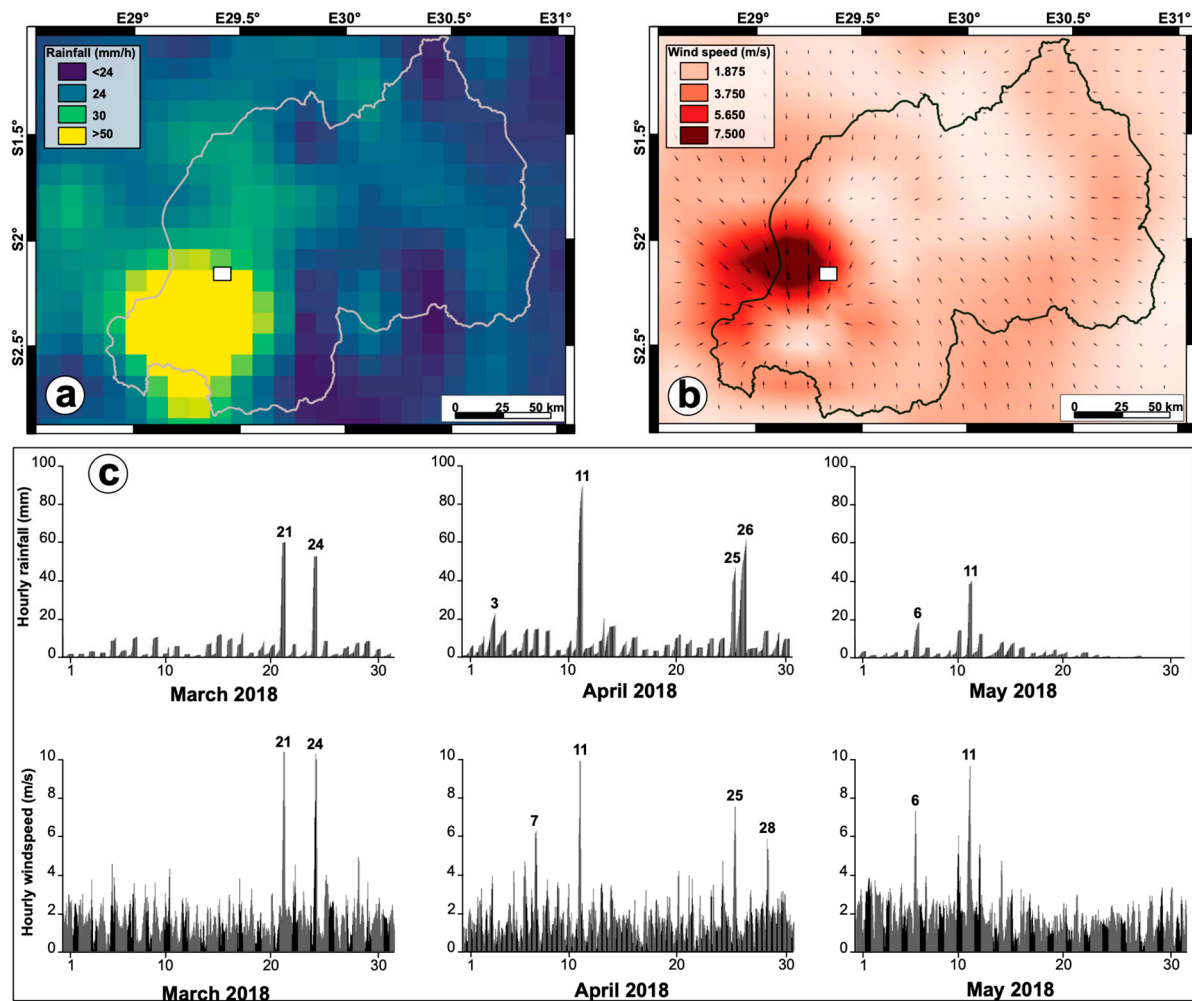 E29° E29.5° E30° E30.5° E31°
Rainfall (mm/h)
<24
24
30
>50
S1.5°
S2°
S2.5°
a
0 25 50 km
E29° E29.5° E30° E30.5° E31°
Wind speed (m/s)
1.875
3.750
5.650
7.500
S1.5°
S2°
S2.5°
b
0 25 50 km
c
Hourly rainfall (mm)
100
80
60
40
20
0
21
24
1 10 20 30
March 2018
100
80
60
40
20
0
3
11
25
26
1 10 20 30
April 2018
100
80
60
40
20
0
6
11
1 10 20 30
May 2018
Hourly windspeed (m/s)
10
8
6
4
2
0
21
24
1 10 20 30
March 2018
10
8
6
4
2
0
7
11
25
28
1 10 20 30
April 2018
10
8
6
4
2
0
6
11
1 10 20 30
May 2018